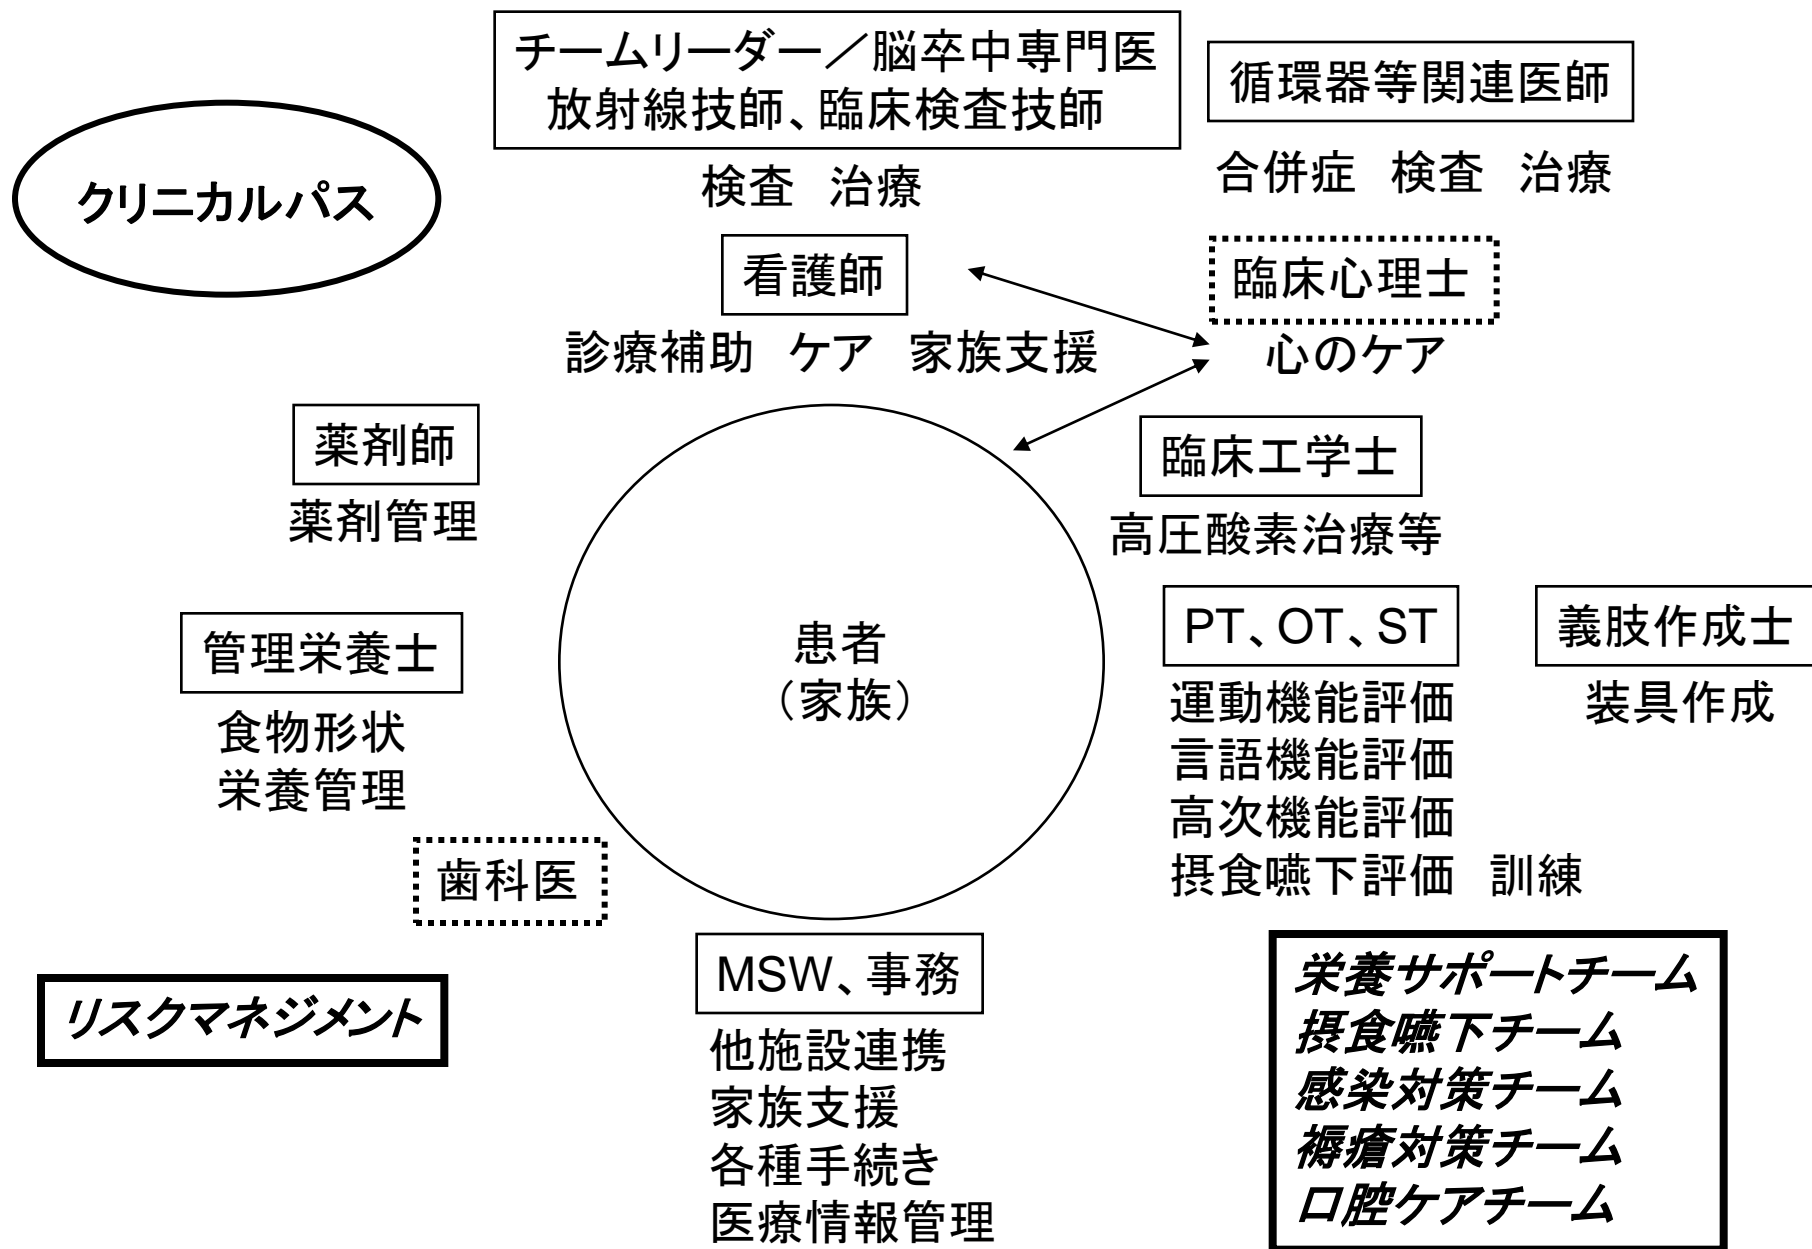 チームリーダー／脳卒中専門医
放射線技師、臨床検査技師
検査　治療
循環器等関連医師
合併症　検査　治療
クリニカルパス
看護師
診療補助　ケア　家族支援
臨床心理士
心のケア
薬剤師
薬剤管理
臨床工学士
高圧酸素治療等
管理栄養士
食物形状
栄養管理
患者
（家族）
PT、OT、ST
運動機能評価
言語機能評価
高次機能評価
摂食嚥下評価　訓練
義肢作成士
装具作成
歯科医
リスクマネジメント
MSW、事務
他施設連携
家族支援
各種手続き
医療情報管理
栄養サポートチーム
摂食嚥下チーム
感染対策チーム
褥瘡対策チーム
口腔ケアチーム